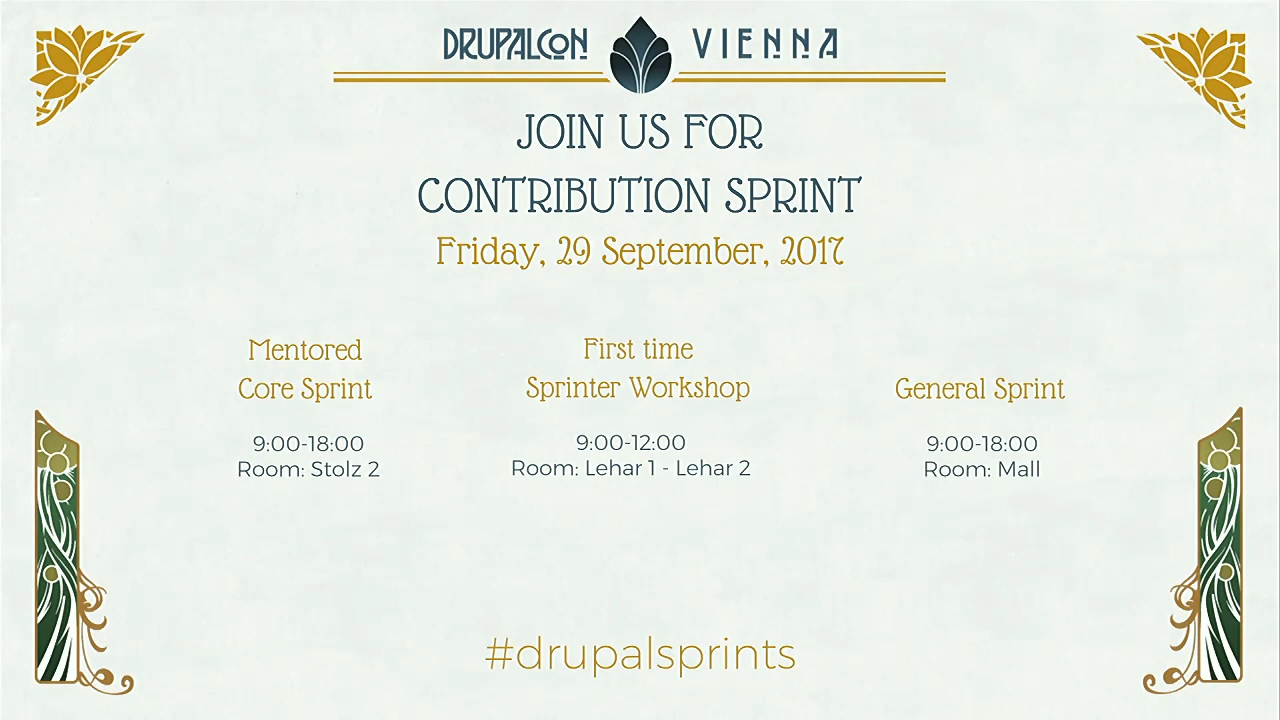 DRUPALCON VIENNA
JOIN US FOR
CONTRIBUTION SPRINT
Friday, 29 September, 2017
Mentored
Core Sprint
9:00-18:00
Room: Stolz 2
First time
Sprinter Workshop
9:00-12:00
Room: Lehar 1 - Lehar 2
General Sprint
9:00-18:00
Room: Mall
#drupalsprints